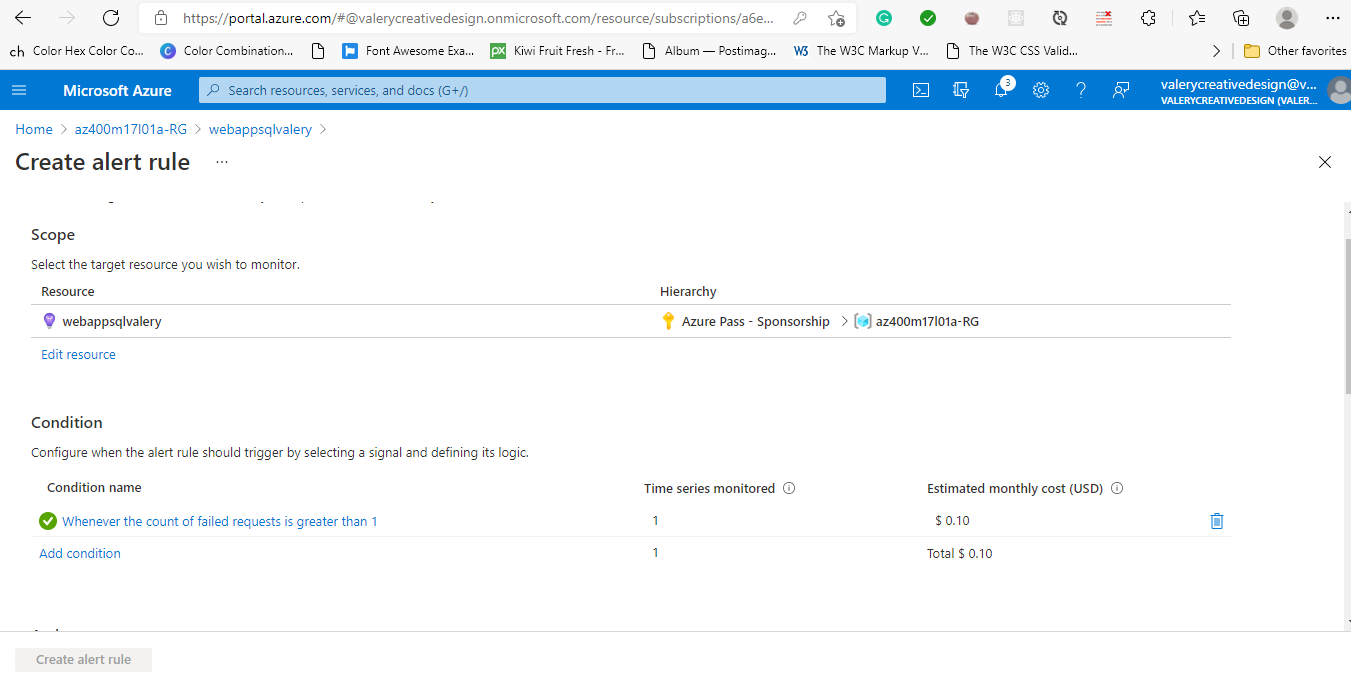 https://portal.azure.com/#@valerycreativedesign.onmicrosoft.com/resource/subscriptions/a6e...
ch Color Hex Color Co... C Color Combination... Font Awesome Exa... px Kiwi Fruit Fresh - Fr... Album — Postimag... W3 The W3C Markup V... The W3C CSS Valid... Other favorites
Microsoft Azure Search resources, services, and docs (G+/) 3 valerycreativedesign@v...
VALERYCREATIVEDESIGN (VALER...
Home > az400m17l01a-RG > webappsqlvalery >
Create alert rule ...
Scope
Select the target resource you wish to monitor.
Resource Hierarchy
webappsqlvalery Azure Pass - Sponsorship > az400m17l01a-RG
Edit resource
Condition
Configure when the alert rule should trigger by selecting a signal and defining its logic.
Condition name Time series monitored Estimated monthly cost (USD)
Whenever the count of failed requests is greater than 1 1 $ 0.10
Add condition 1 Total $ 0.10
Create alert rule